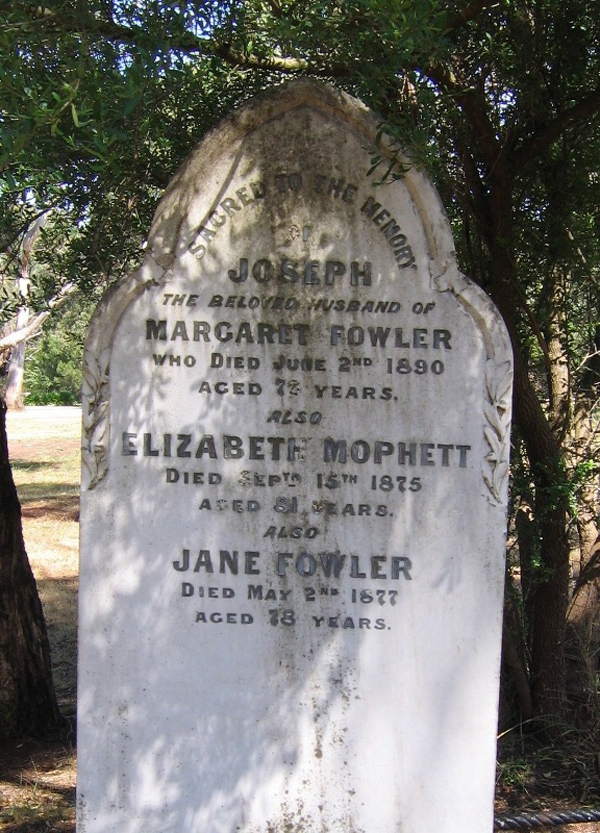 SACRED TO THE MEMORY
OF
JOSEPH
THE BELOVED HUSBAND OF
MARGARET FOWLER
WHO DIED JUNE 2ND 1890
AGED 72 YEARS.
ALSO
ELIZABETH MOPHETT
DIED SEPTR 15TH 1875
AGED 81 YEARS.
ALSO
JANE FOWLER
DIED MAY 2ND 1877
AGED 78 YEARS.